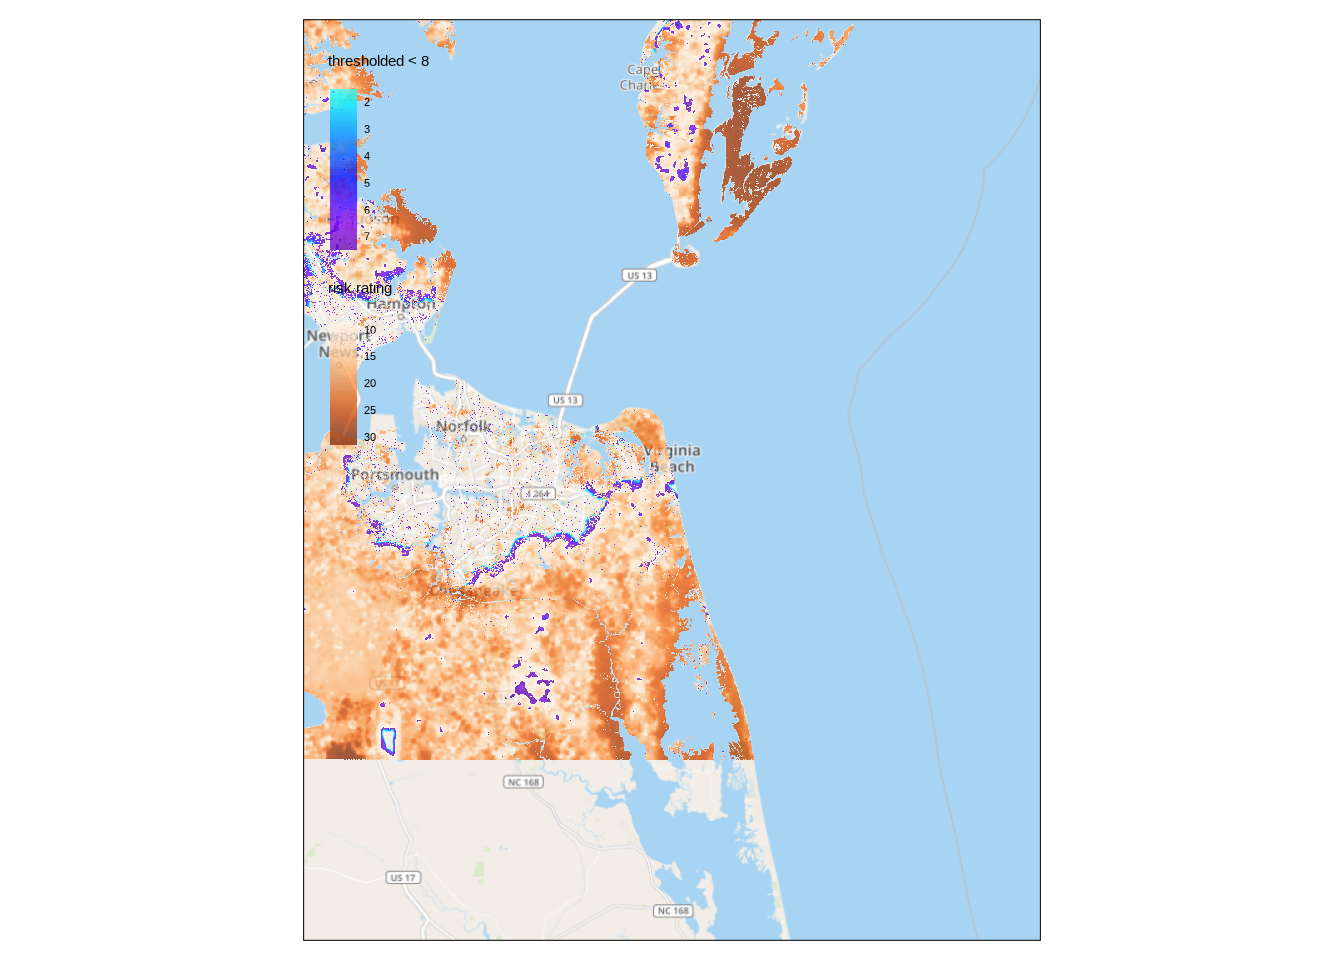 thresholded < 8
2
3
4
5
6
7
risk rating
10
15
20
25
30
Cape
US 13
Hampton
Newport
News
US 13
Norfolk
Virginia
Beach
Portsmouth
I 264
Chesapeake
NC 168
US 17
NC 168